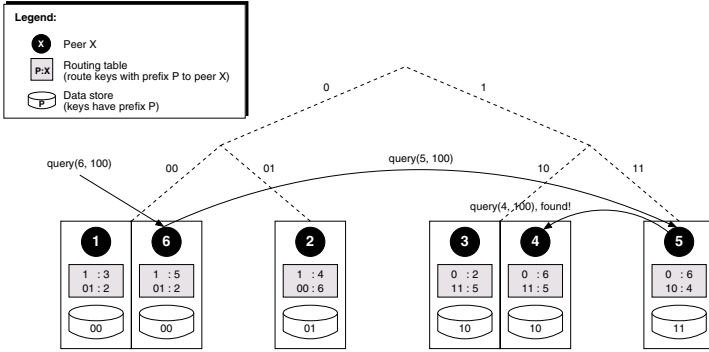 Legend:
X Peer X
P:X Routing table
(route keys with prefix P to peer X)
P Data store
(keys have prefix P)
0 1
query(6, 100) 00 01 query(5, 100) 10 11
query(4, 100), found!
1 6 2 3 4 5
1 : 3 1 : 5 1 : 4 0 : 2 0 : 6 0 : 6
01 : 2 01 : 2 00 : 6 11 : 5 11 : 5 10 : 4
00 00 01 10 10 11